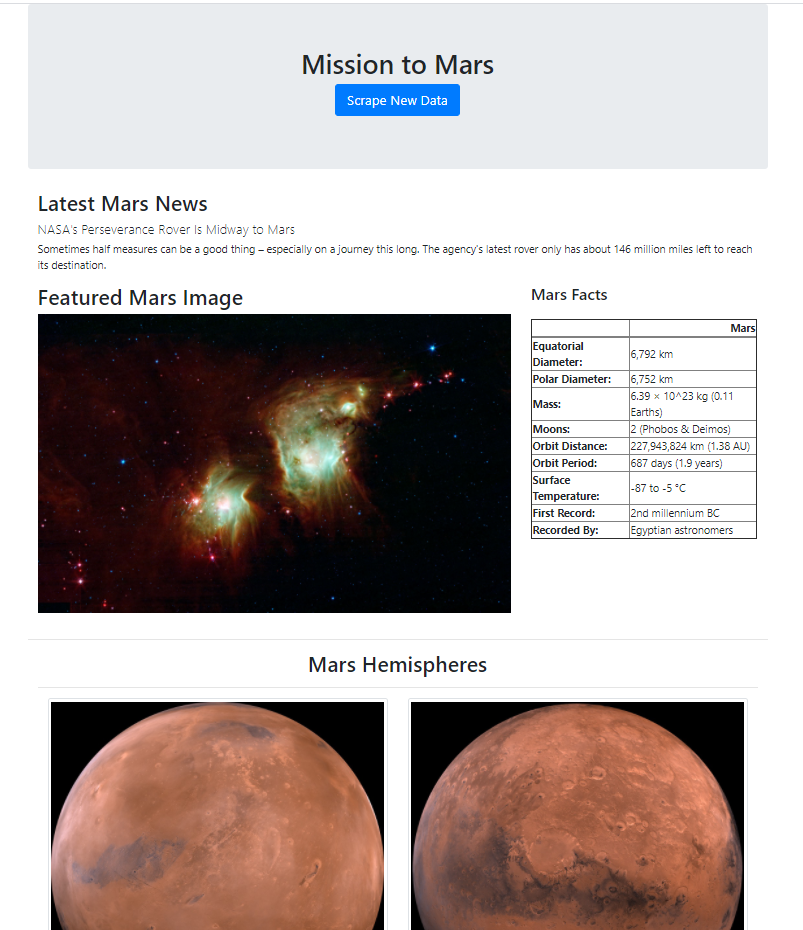 Mission to Mars
Scrape New Data
Latest Mars News
NASA's Perseverance Rover Is Midway to Mars
Sometimes half measures can be a good thing – especially on a journey this long. The agency's latest rover only has about 146 million miles left to reach
its destination.
Featured Mars Image
Mars Facts
Mars
Equatorial
Diameter:
6,792 km
Polar Diameter: 6,752 km
Mass:
6.39 × 10^23 kg (0.11
Earths)
Moons: 2 (Phobos & Deimos)
Orbit Distance: 227,943,824 km (1.38 AU)
Orbit Period: 687 days (1.9 years)
Surface
Temperature:
-87 to -5 °C
First Record: 2nd millennium BC
Recorded By: Egyptian astronomers
Mars Hemispheres